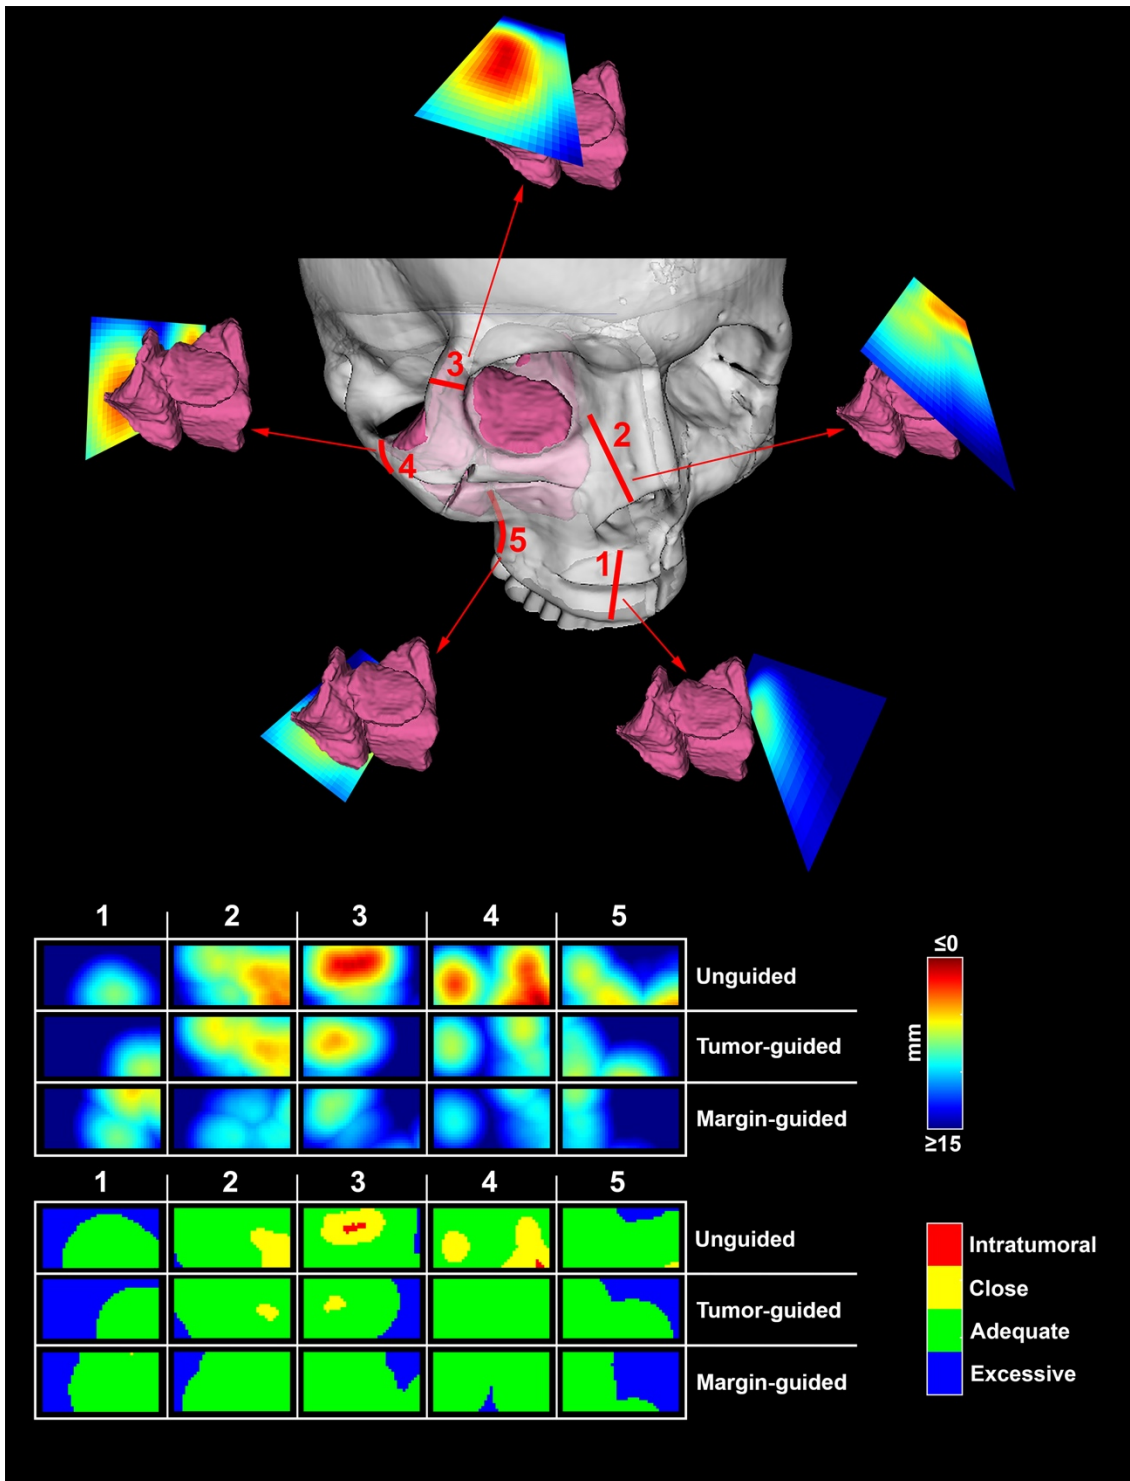 3
2
4
5
1
1 2 3 4 5
Unguided
Tumor-guided
Margin-guided
≤0
mm
≥15
1 2 3 4 5
Unguided
Tumor-guided
Margin-guided
Intratumoral
Close
Adequate
Excessive